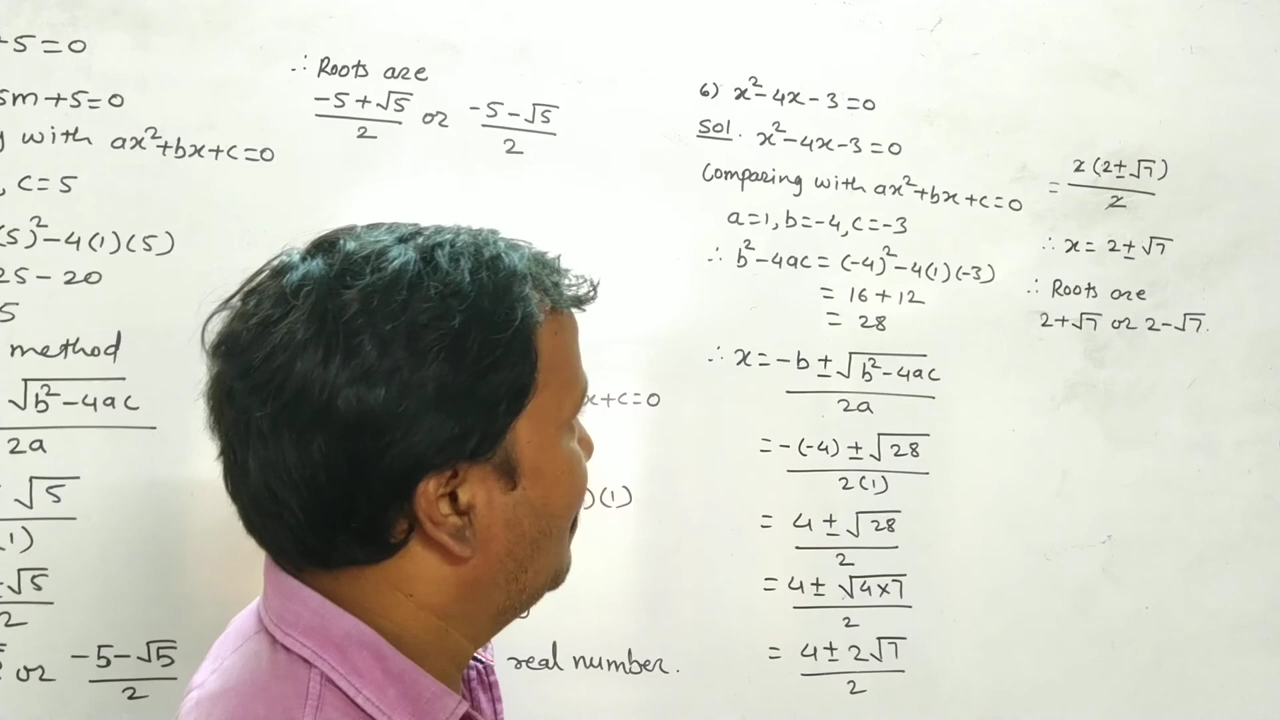 +5=0
5m+5=0
with ax²+bx+c=0
, c=5
(5)²-4(1)(5)
25-20
5
method
√b²-4ac
2a
√5
1)
√5
2
or -5-√5
2
∴ Roots are
-5+√5 or -5-√5
2 2
x+c=0
)(1)
real number.
6) x²-4x-3=0
Sol. x²-4x-3=0
Comparing with ax²+bx+c=0
a=1, b=-4, c=-3
∴ b²-4ac = (-4)²-4(1)(-3)
= 16+12
= 28
∴ x = -b ± √b²-4ac
2a
= -(-4) ± √28
2(1)
= 4 ± √28
2
= 4 ± √4×7
2
= 4 ± 2√7
2
= 2(2±√7)
2
∴ x = 2±√7
∴ Roots are
2+√7 or 2-√7.